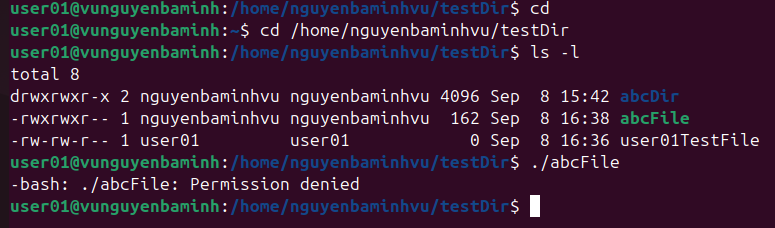 user01@vunguyenbaminh:/home/nguyenbaminhvu/testDir$ cd
user01@vunguyenbaminh:~$ cd /home/nguyenbaminhvu/testDir
user01@vunguyenbaminh:/home/nguyenbaminhvu/testDir$ ls -l
total 8
drwxrwxr-x 2 nguyenbaminhvu nguyenbaminhvu 4096 Sep  8 15:42 abcDir
-rwxrwxr-- 1 nguyenbaminhvu nguyenbaminhvu  162 Sep  8 16:38 abcFile
-rw-rw-r-- 1 user01         user01            0 Sep  8 16:36 user01TestFile
user01@vunguyenbaminh:/home/nguyenbaminhvu/testDir$ ./abcFile
-bash: ./abcFile: Permission denied
user01@vunguyenbaminh:/home/nguyenbaminhvu/testDir$